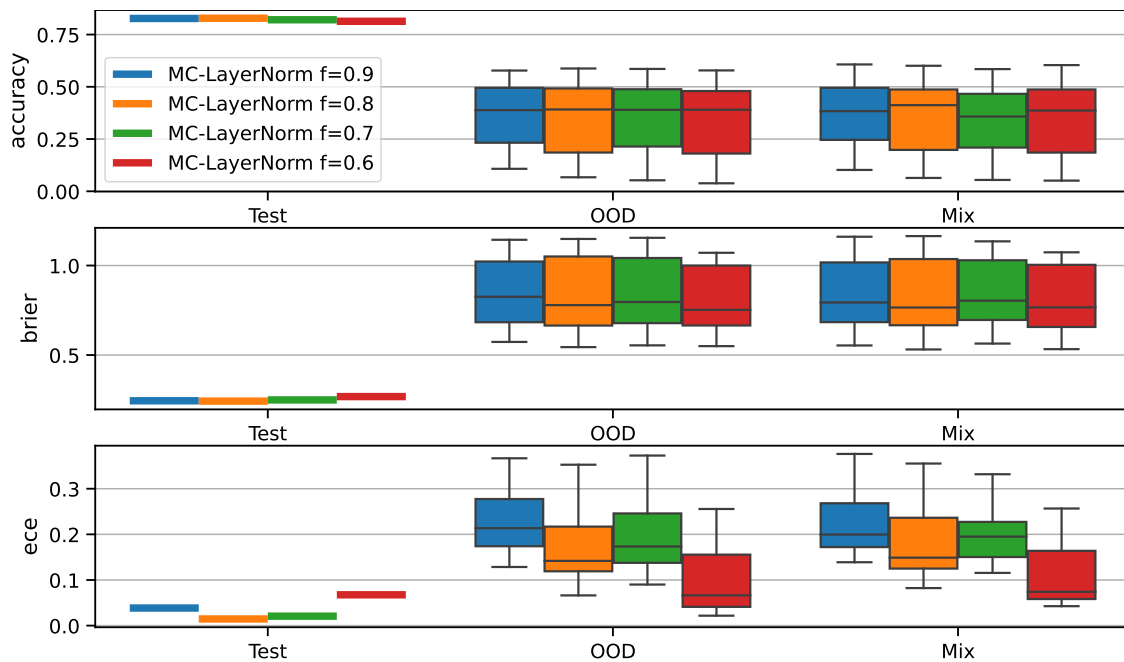 accuracy
0.75
0.50
0.25
0.00
MC-LayerNorm f=0.9
MC-LayerNorm f=0.8
MC-LayerNorm f=0.7
MC-LayerNorm f=0.6
Test OOD Mix
brier
1.0
0.5
Test OOD Mix
ece
0.3
0.2
0.1
0.0
Test OOD Mix